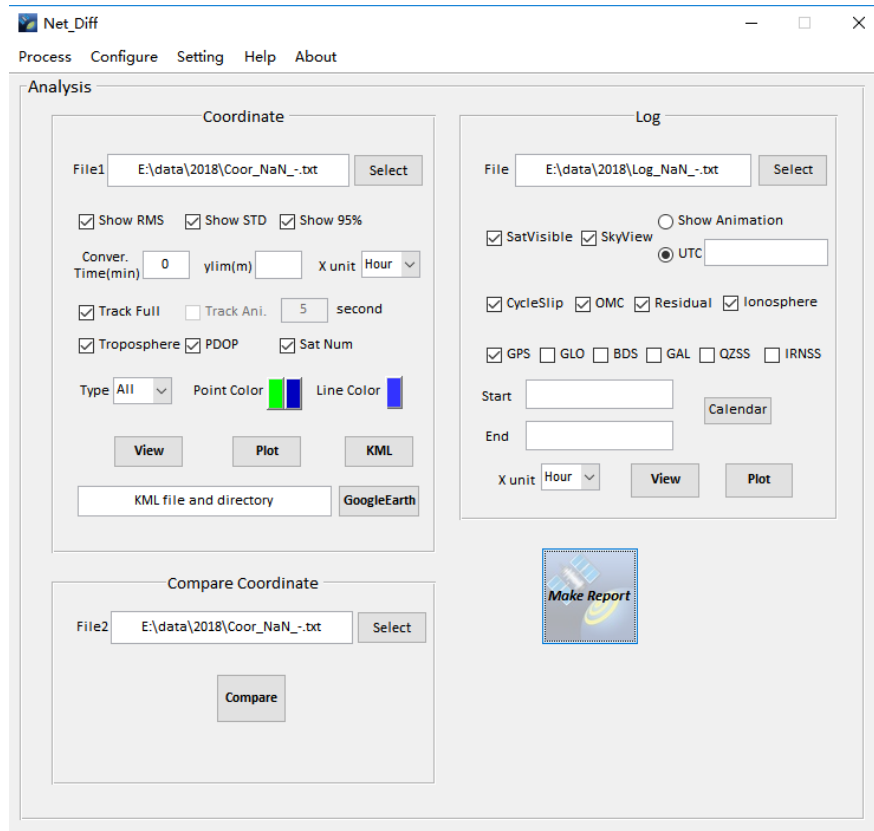 Net_Diff
Process Configure Setting Help About
Analysis
Coordinate
File1 E:\data\2018\Coor_NaN_-.txt Select
Show RMS Show STD Show 95%
Conver.
Time(min) 0 ylim(m) X unit Hour
Track Full Track Ani. 5 second
Troposphere PDOP Sat Num
Type All Point Color Line Color
View Plot KML
KML file and directory GoogleEarth
Compare Coordinate
File2 E:\data\2018\Coor_NaN_-.txt Select
Compare
Log
File E:\data\2018\Log_NaN_-.txt Select
Show Animation
SatVisible SkyView
UTC
CycleSlip OMC Residual Ionosphere
GPS GLO BDS GAL QZSS IRNSS
Start
Calendar
End
X unit Hour View Plot
Make Report